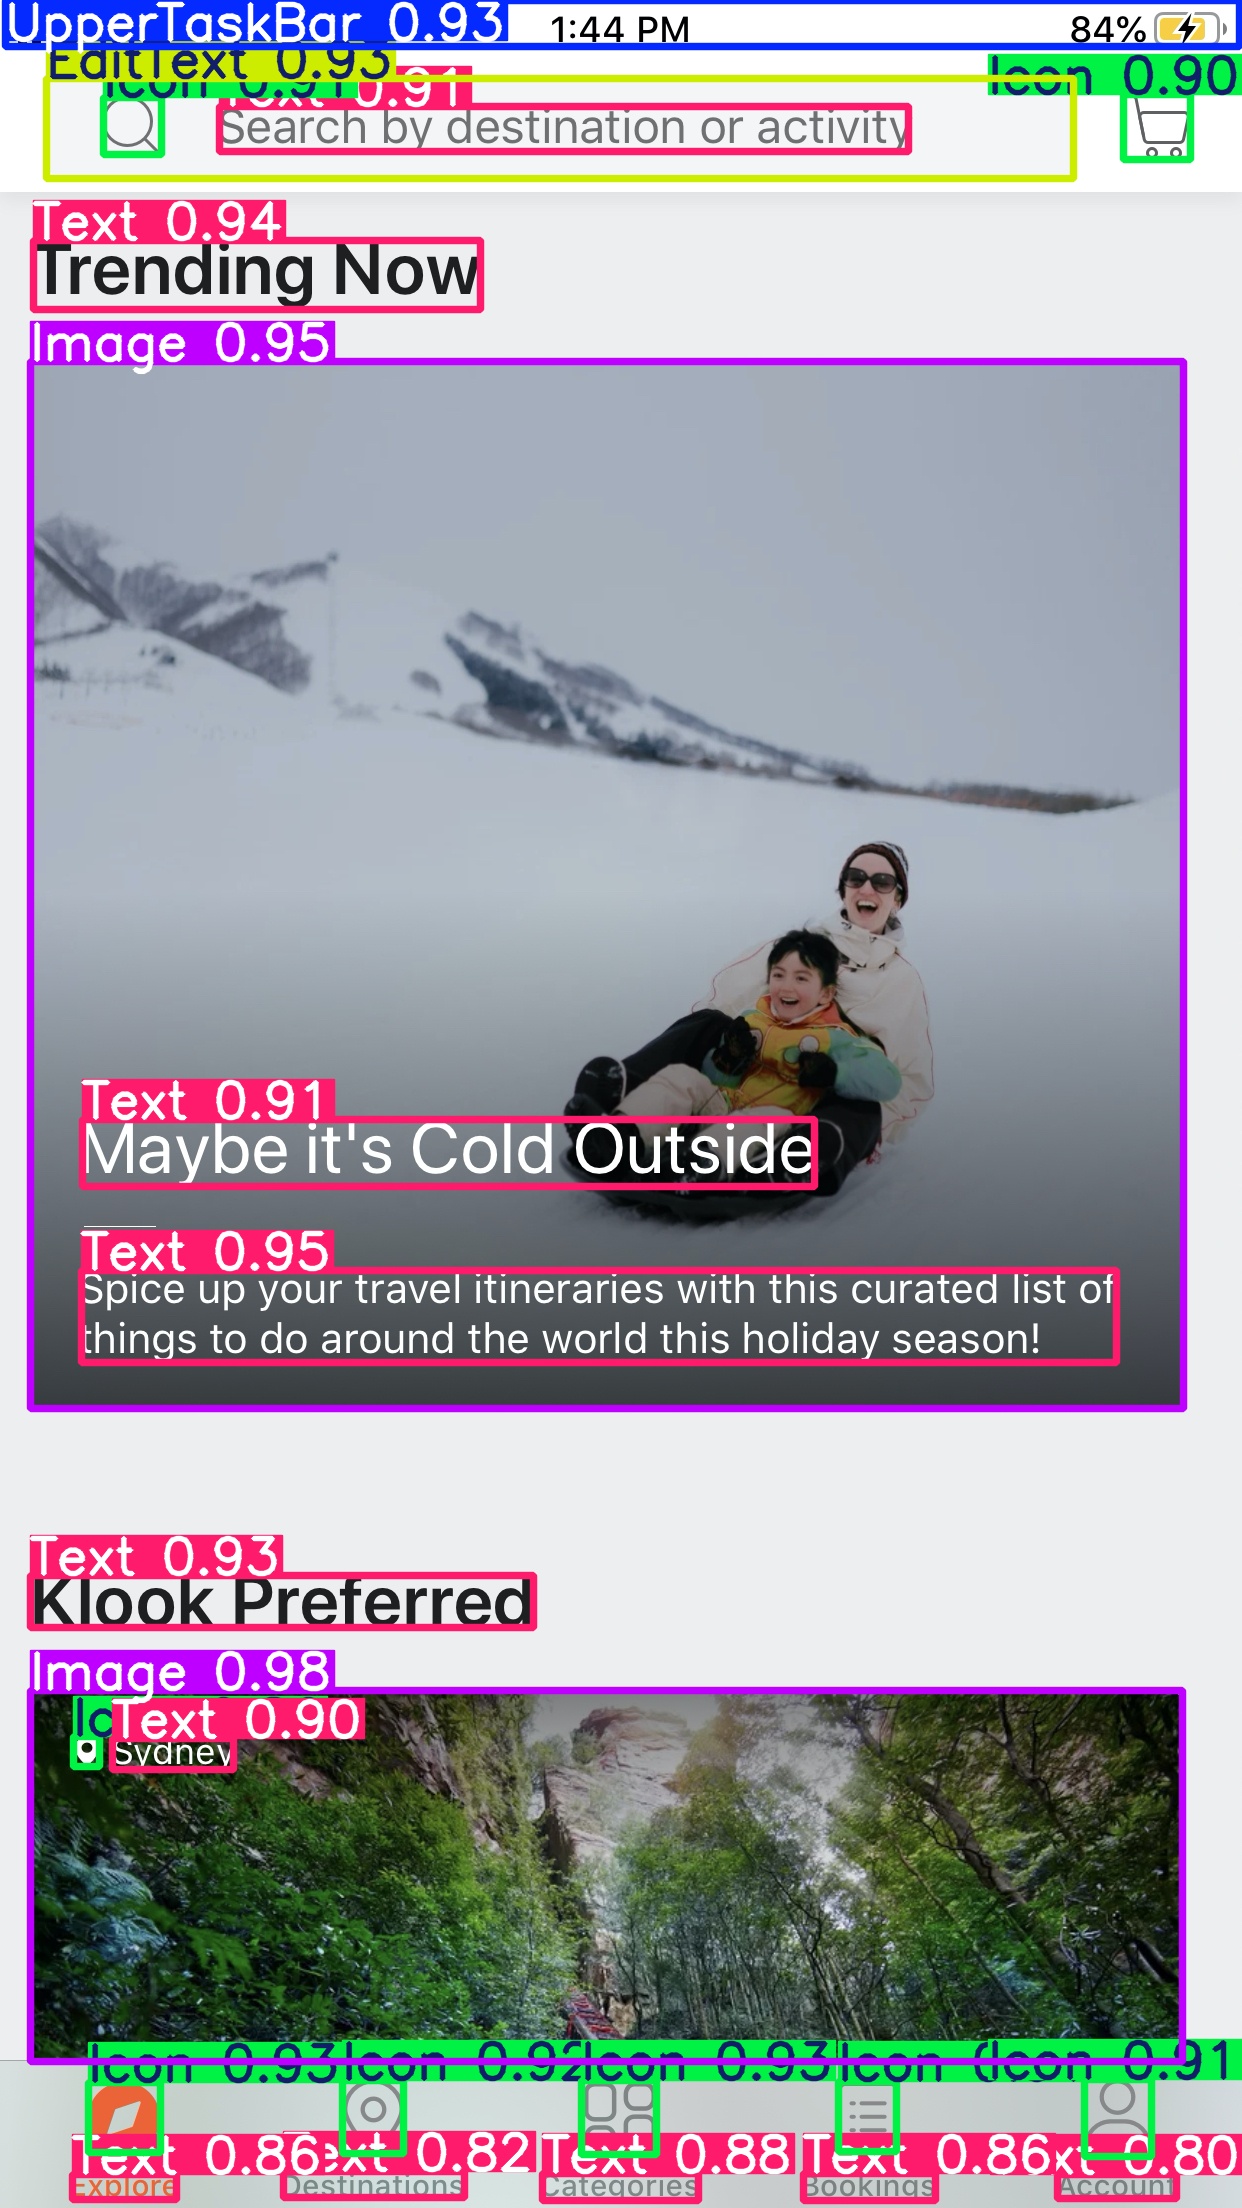 UpperTaskBar 0.93
1:44 PM
84%
EditText 0.93
Icon 0.91
Text 0.91
Icon 0.90
Search by destination or activity
Text 0.94
Trending Now
Image 0.95
Text 0.91
Maybe it's Cold Outside
Text 0.95
Spice up your travel itineraries with this curated list of
things to do around the world this holiday season!
Text 0.93
Klook Preferred
Image 0.98
Text 0.90
Sydney
Icon 0.93
Icon 0.92
Icon 0.93
Icon
Icon 0.91
Text 0.86
Text 0.82
Text 0.88
Text 0.86
Text 0.80
Explore
Destinations
Categories
Bookings
Account